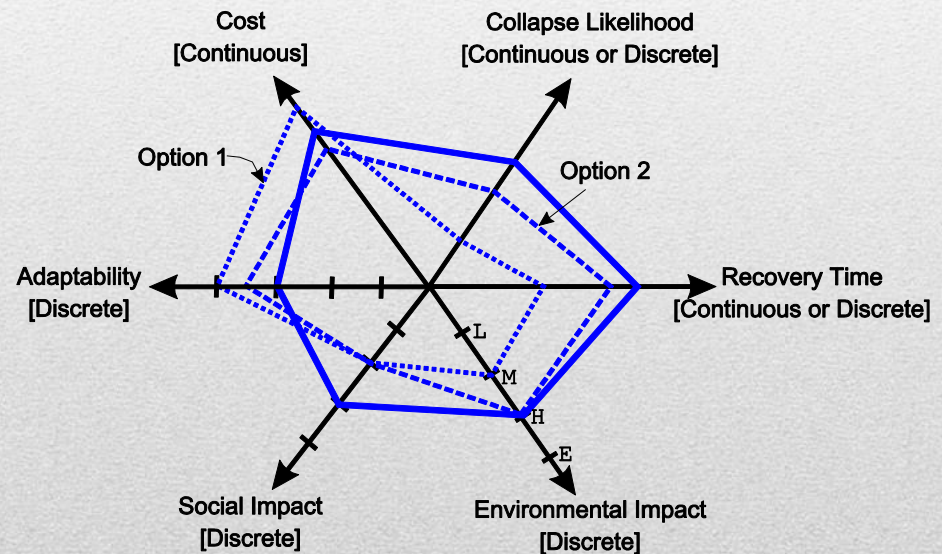 Cost
[Continuous]
Collapse Likelihood
[Continuous or Discrete]
Option 1
Option 2
Adaptability
[Discrete]
Recovery Time
[Continuous or Discrete]
L
M
H
E
Social Impact
[Discrete]
Environmental Impact
[Discrete]